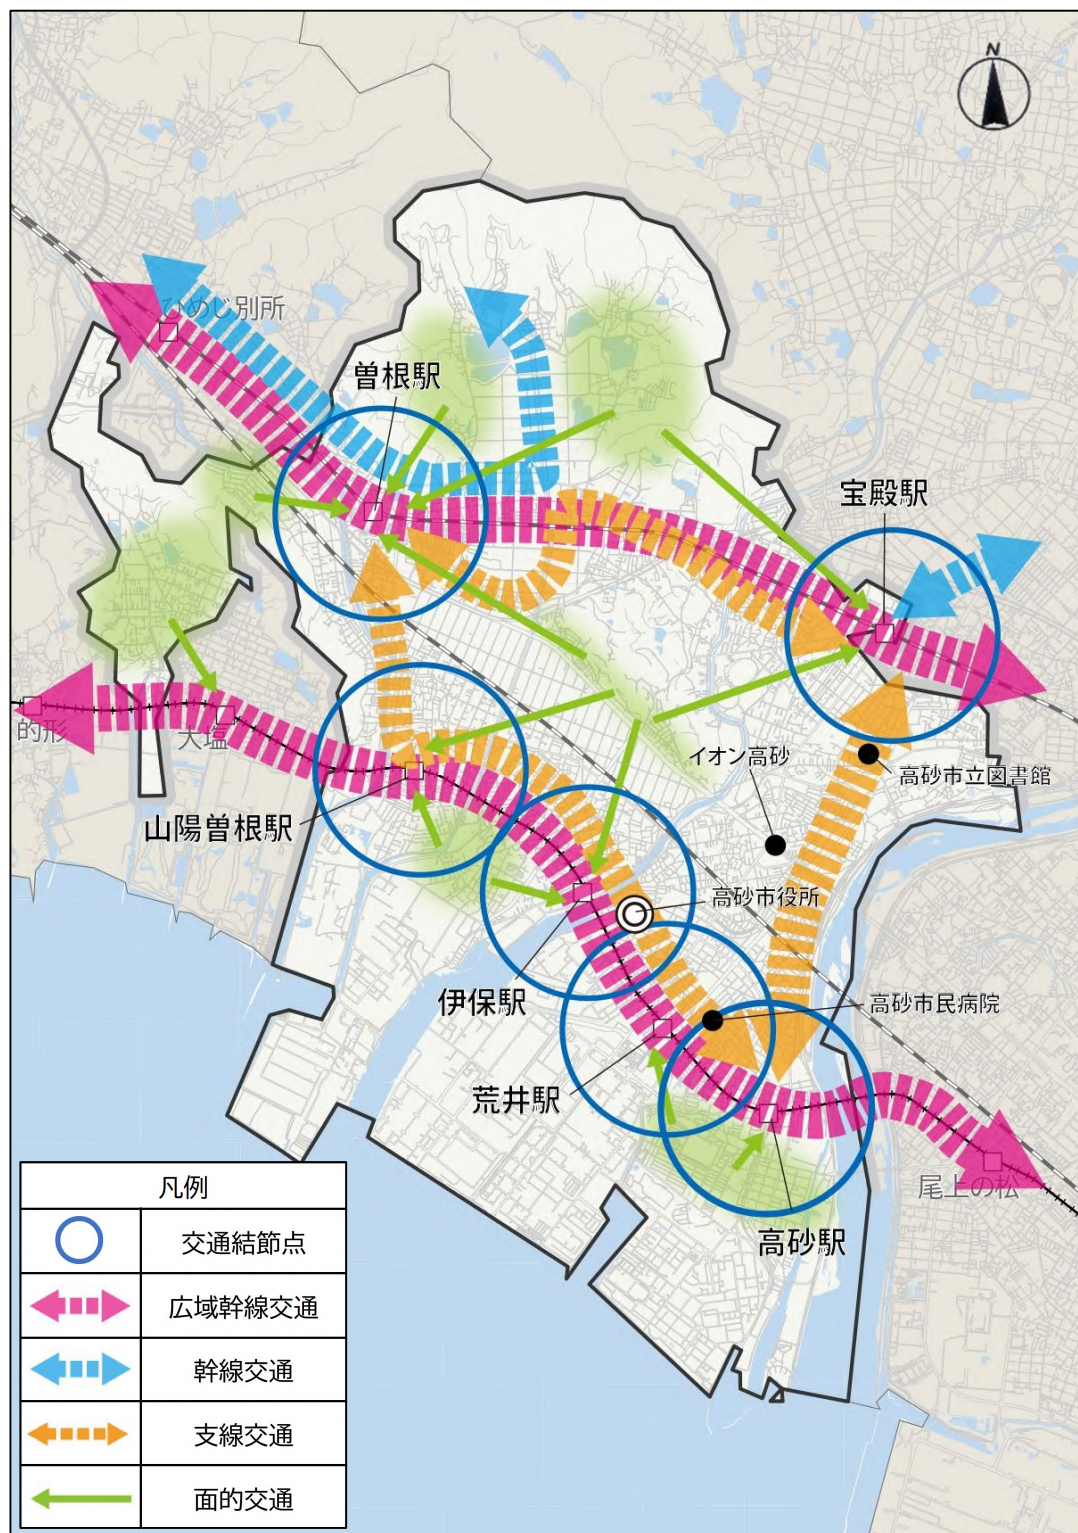 N
ひめじ別所
曽根駅
宝殿駅
的形
大塩
イオン高砂
高砂市立図書館
山陽曽根駅
高砂市役所
伊保駅
高砂市民病院
荒井駅
尾上の松
高砂駅
凡例
交通結節点
広域幹線交通
幹線交通
支線交通
面的交通